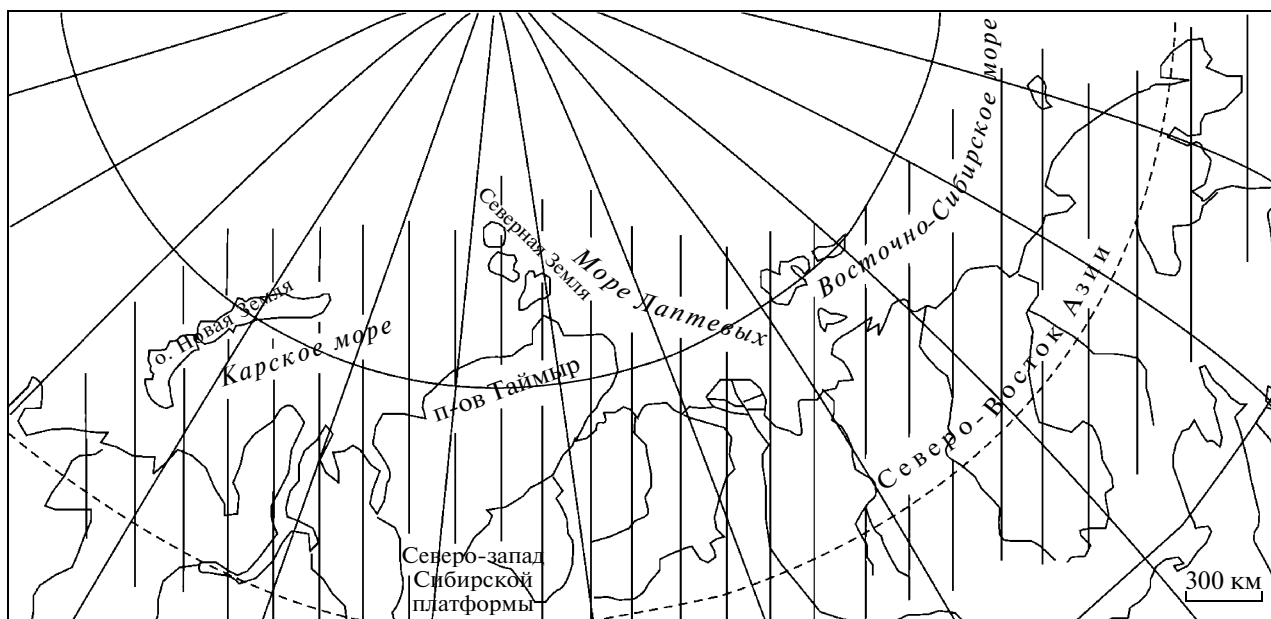 Северная Земля
Море Лаптевых
Восточно-Сибирское море
о. Новая Земля
Карское море
п-ов Таймыр
Северо-Восток Азии
Северо-запад
Сибирской
платформы
300 км